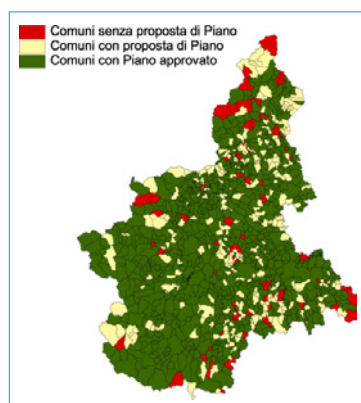 Comuni senza proposta di Piano
Comuni con proposta di Piano
Comuni con Piano approvato